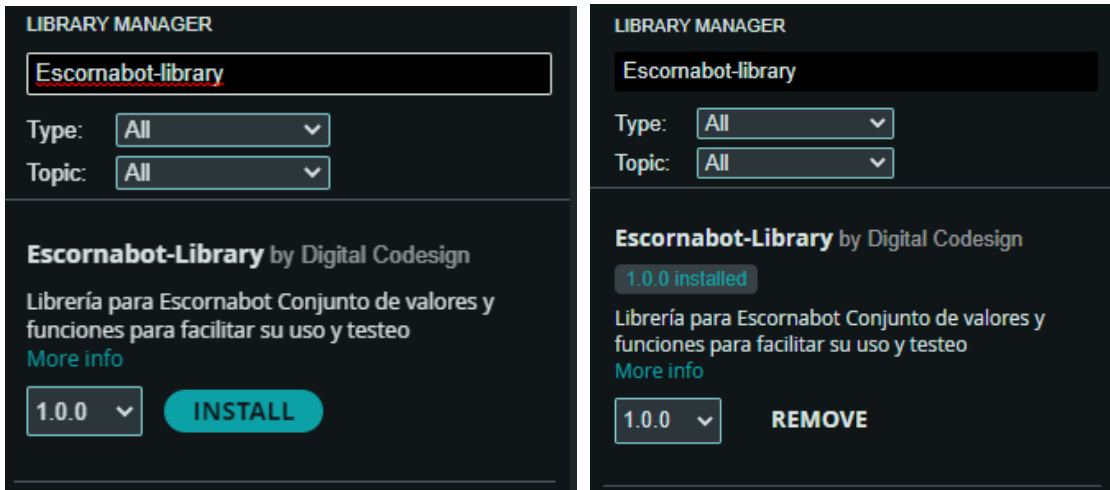 LIBRARY MANAGER
Escornabot-library
Type: All
Topic: All
Escornabot-Library by Digital Codesign
Librería para Escornabot Conjunto de valores y
funciones para facilitar su uso y testeo
More info
1.0.0 INSTALL
LIBRARY MANAGER
Escornabot-library
Type: All
Topic: All
Escornabot-Library by Digital Codesign
1.0.0 installed
Librería para Escornabot Conjunto de valores y
funciones para facilitar su uso y testeo
More info
1.0.0 REMOVE